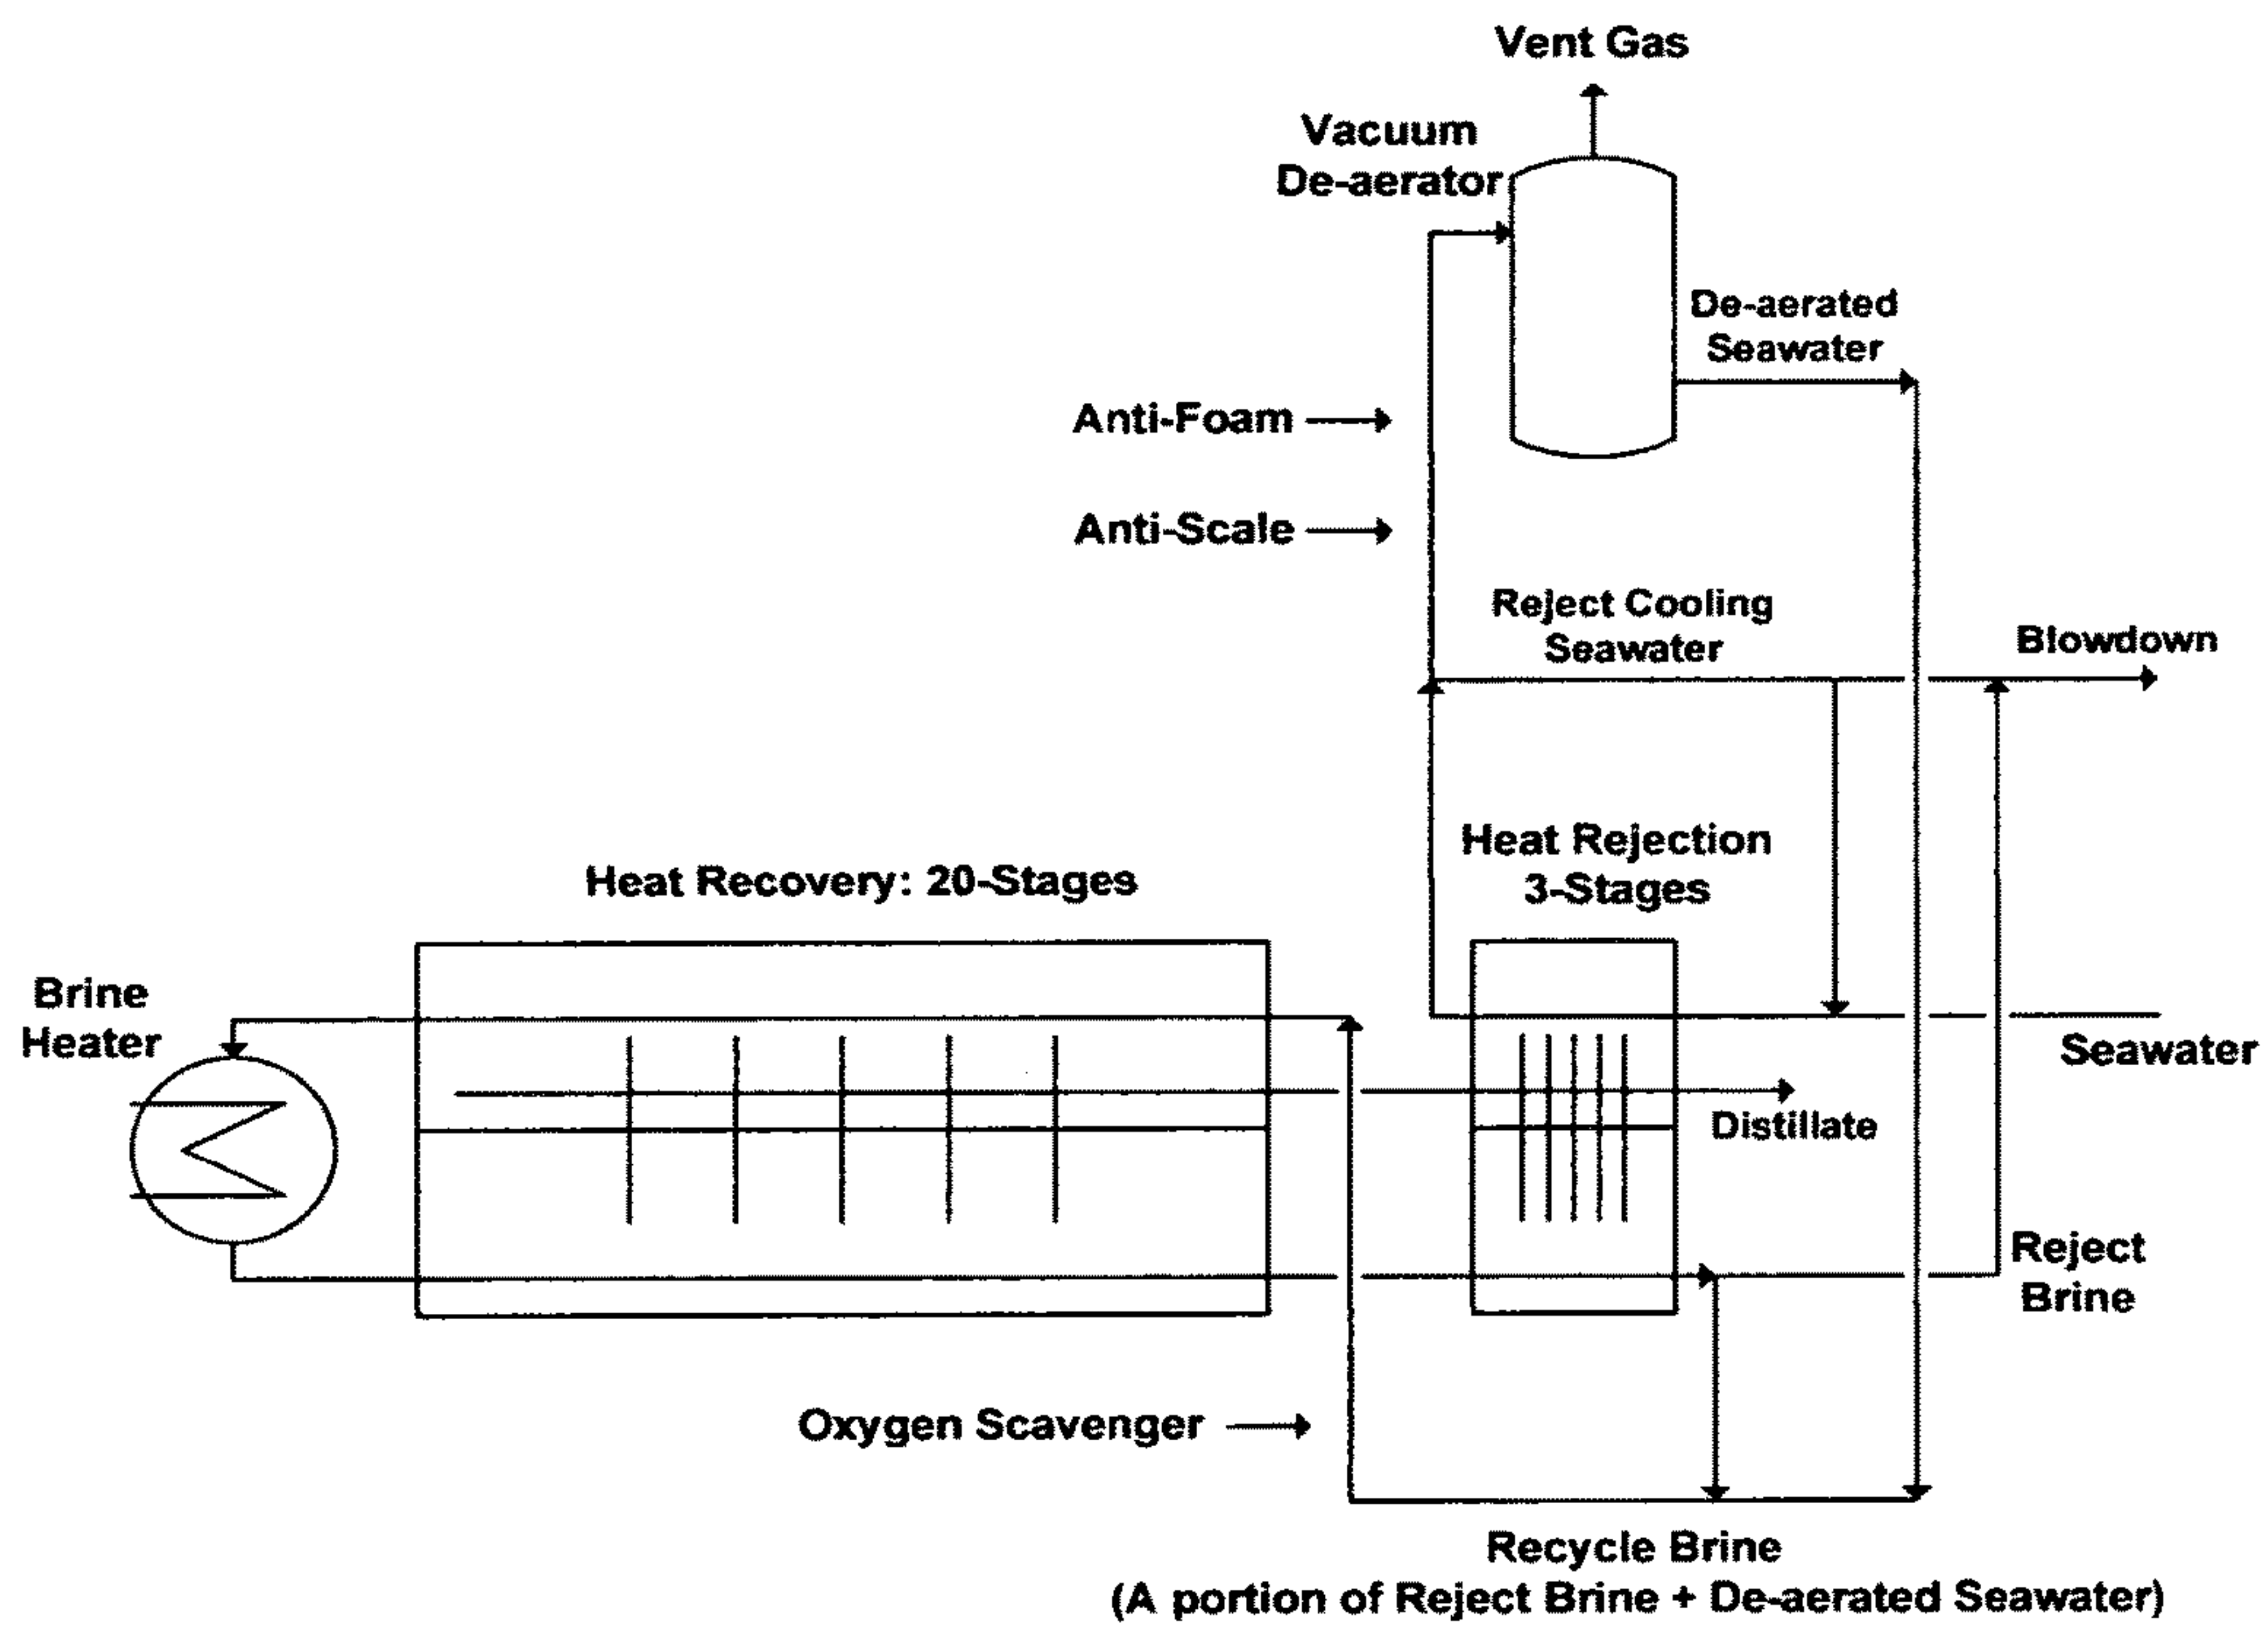 Vent Gas
Vacuum
De-aerator
De-aerated
Seawater
Anti-Foam
Anti-Scale
Reject Cooling
Seawater
Blowdown
Heat Rejection
3-Stages
Heat Recovery: 20-Stages
Brine
Heater
Seawater
Distillate
Reject
Brine
Oxygen Scavenger
Recycle Brine
(A portion of Reject Brine + De-aerated Seawater)